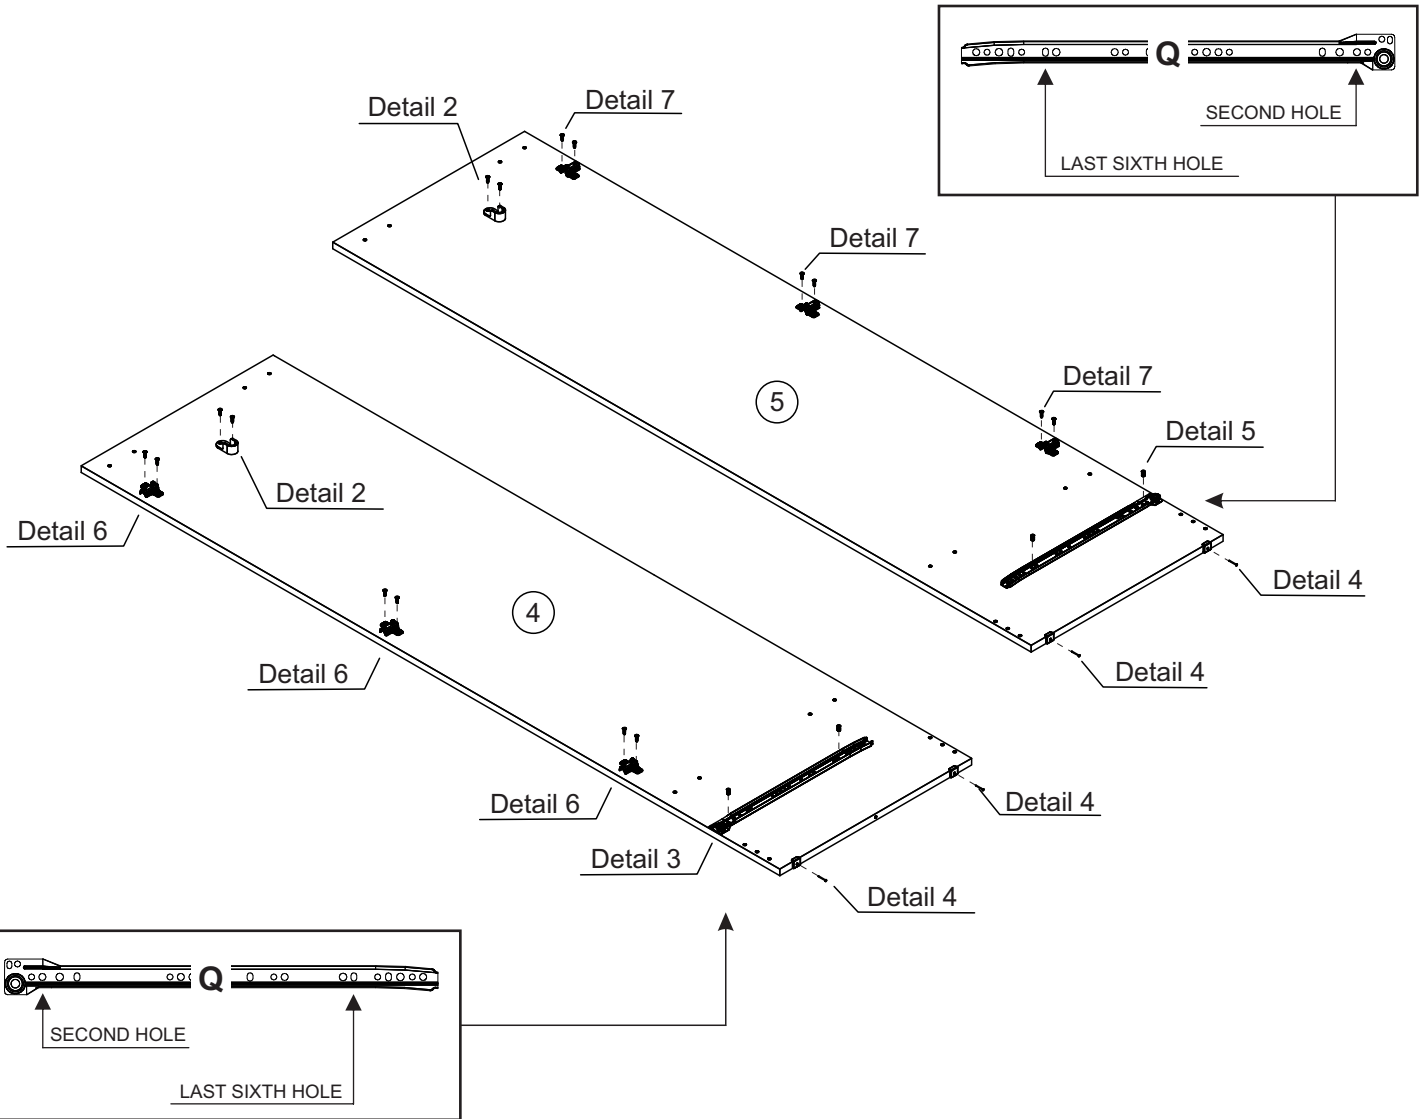 Q
SECOND HOLE
LAST SIXTH HOLE
Detail 2
Detail 7
Detail 7
Detail 7
5
Detail 5
Detail 2
Detail 6
Detail 4
4
Detail 6
Detail 4
Detail 6
Detail 4
Detail 3
Detail 4
Q
SECOND HOLE
LAST SIXTH HOLE